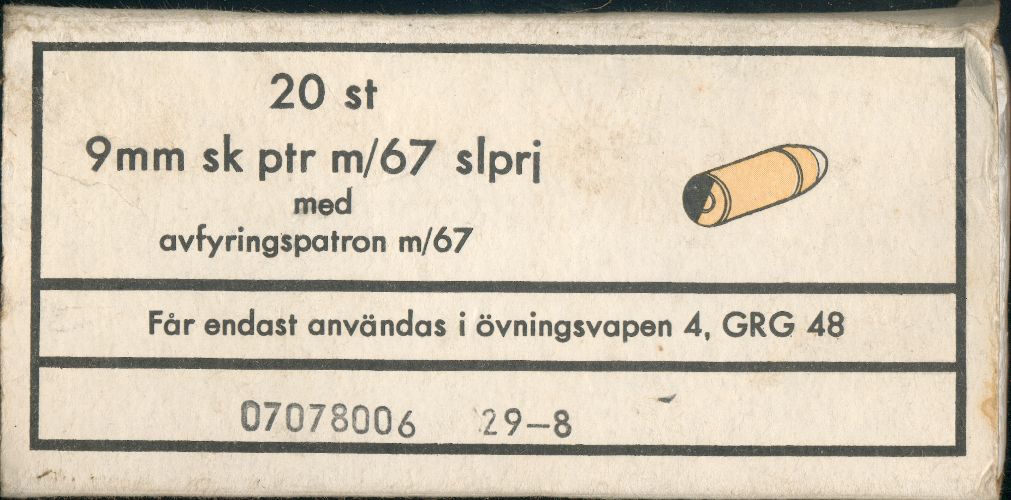 20 st
9mm sk ptr m/67 slprj
med
avfyringspatron m/67
Får endast användas i övningsvapen 4, GRG 48
07078006 29-8